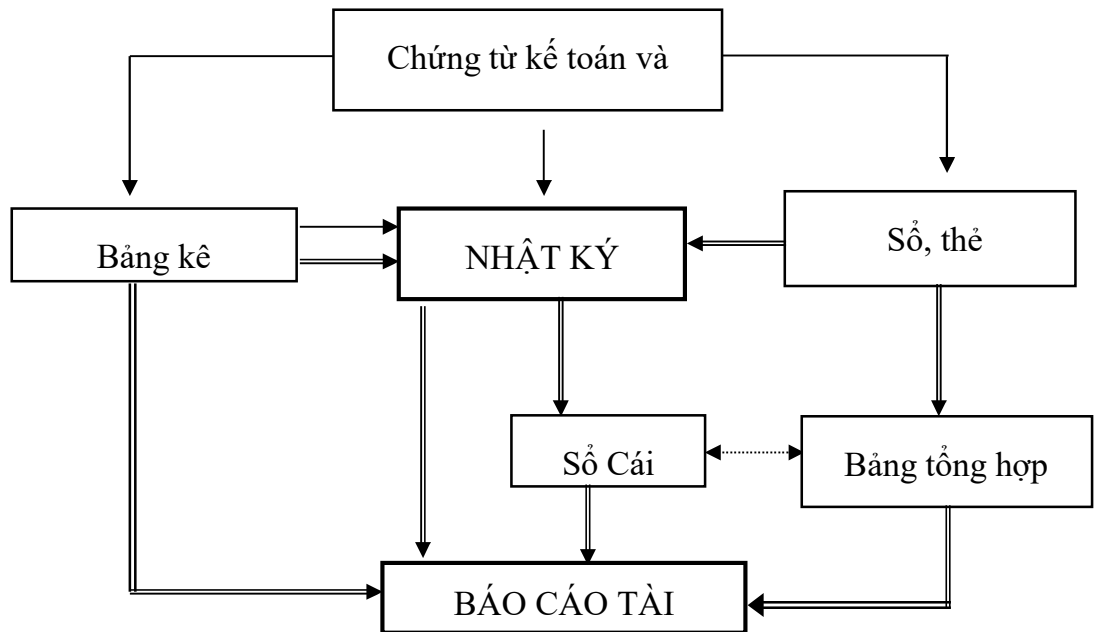 Chứng từ kế toán và
Bảng kê
NHẬT KÝ
Sổ, thẻ
Sổ Cái
Bảng tổng hợp
BÁO CÁO TÀI